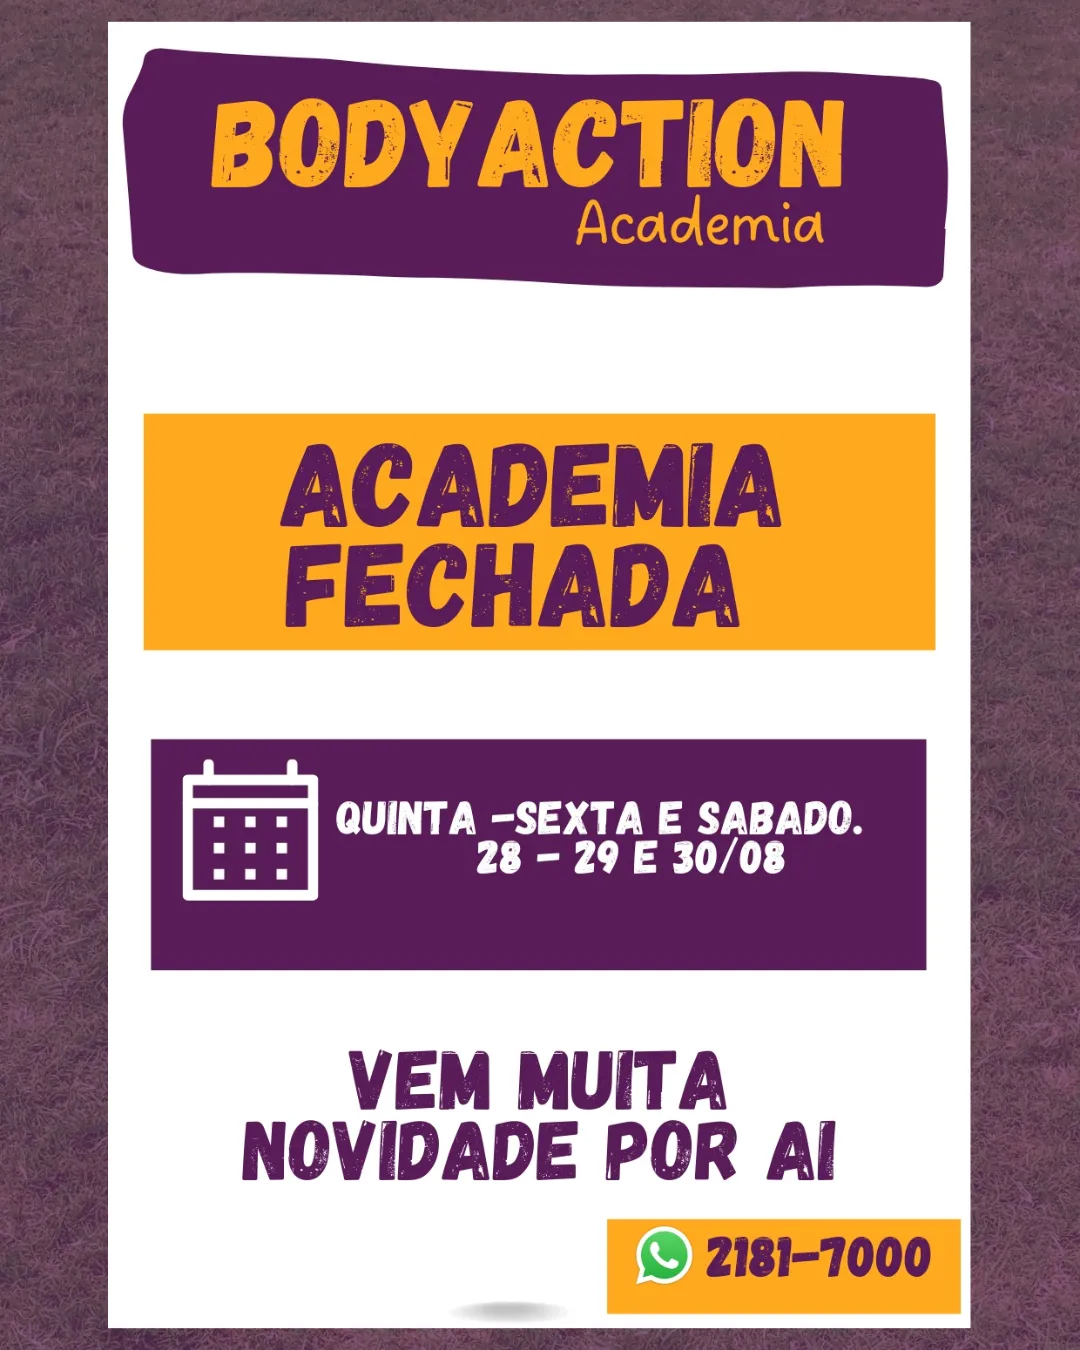 BODY ACTION
Academia
ACADEMIA
FECHADA
QUINTA -SEXTA E SABADO.
28 - 29 E 30/08
VEM MUITA
NOVIDADE POR AI
2181-7000